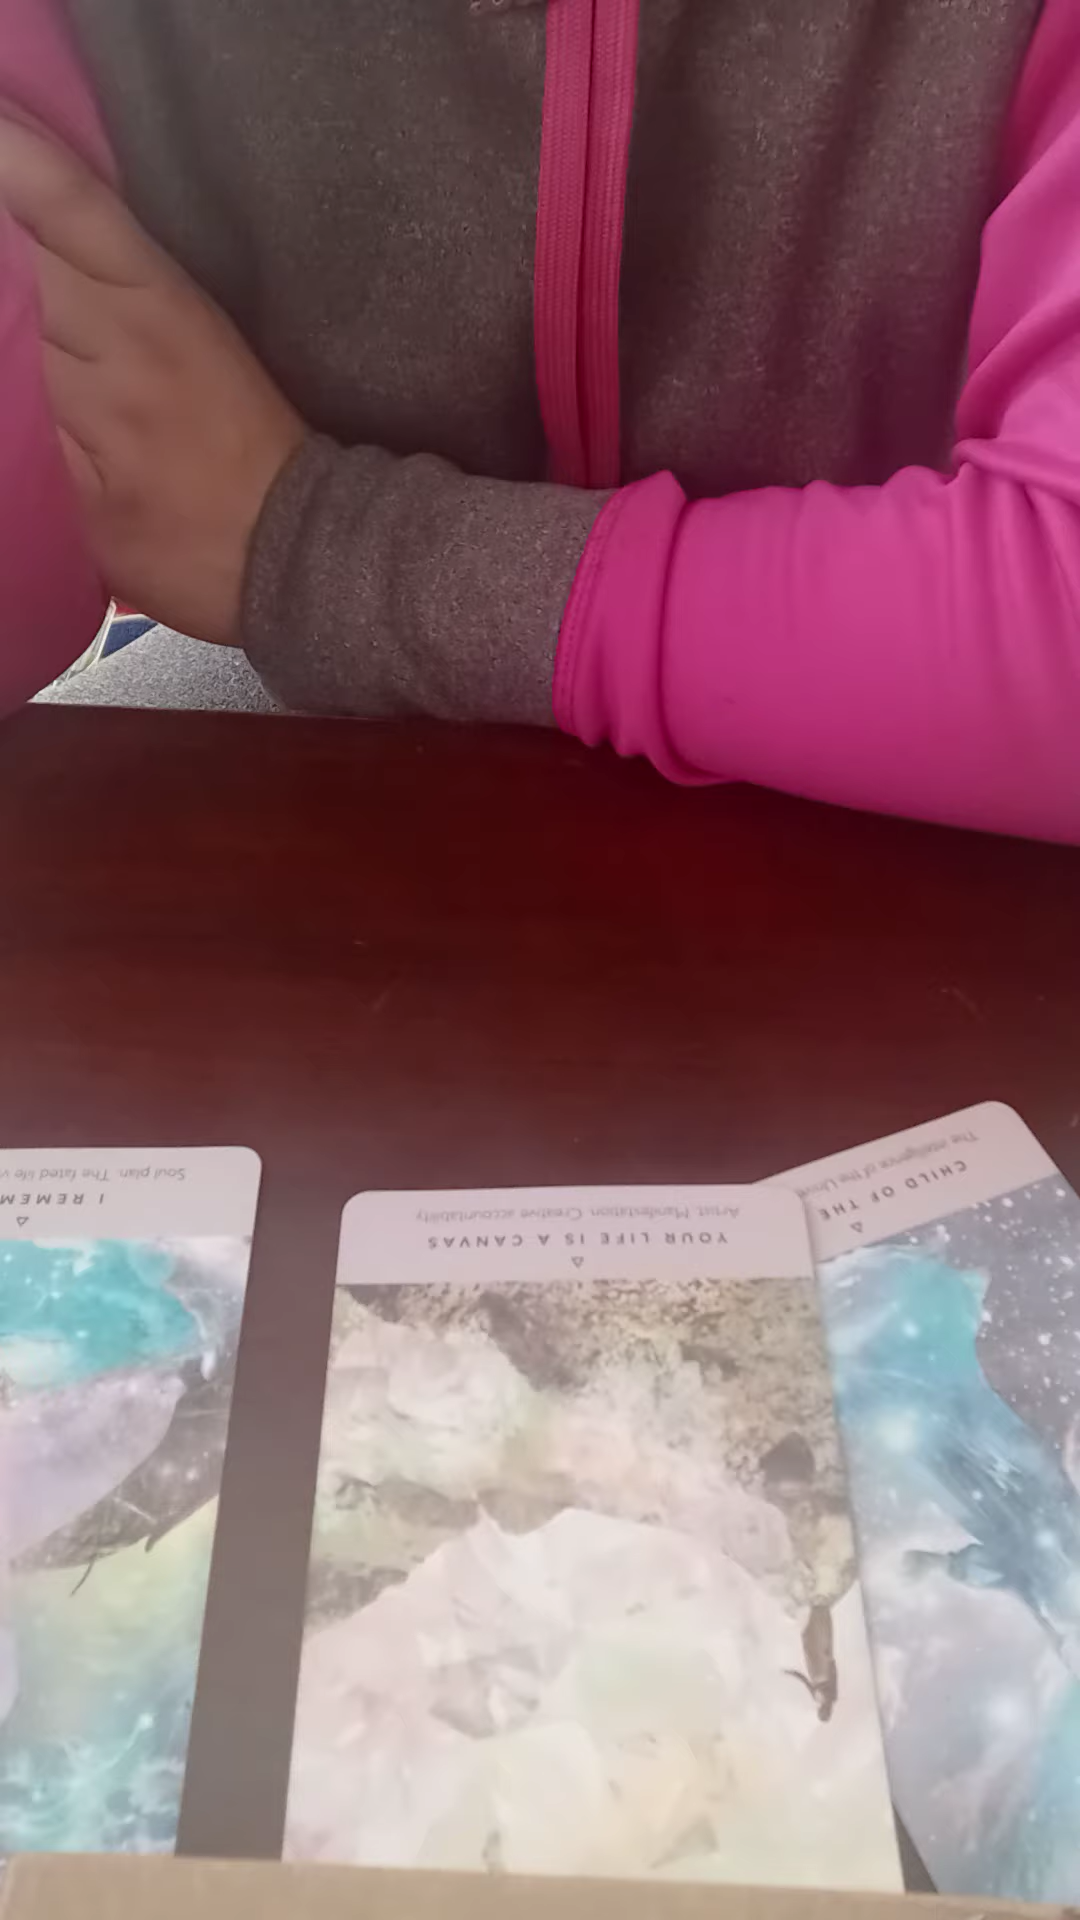 I REMEM
Soul plan. The fated life
YOUR LIFE IS A CANVAS
Artist. Manifestation. Creative accountability
CHILD OF THE
The intelligence of the